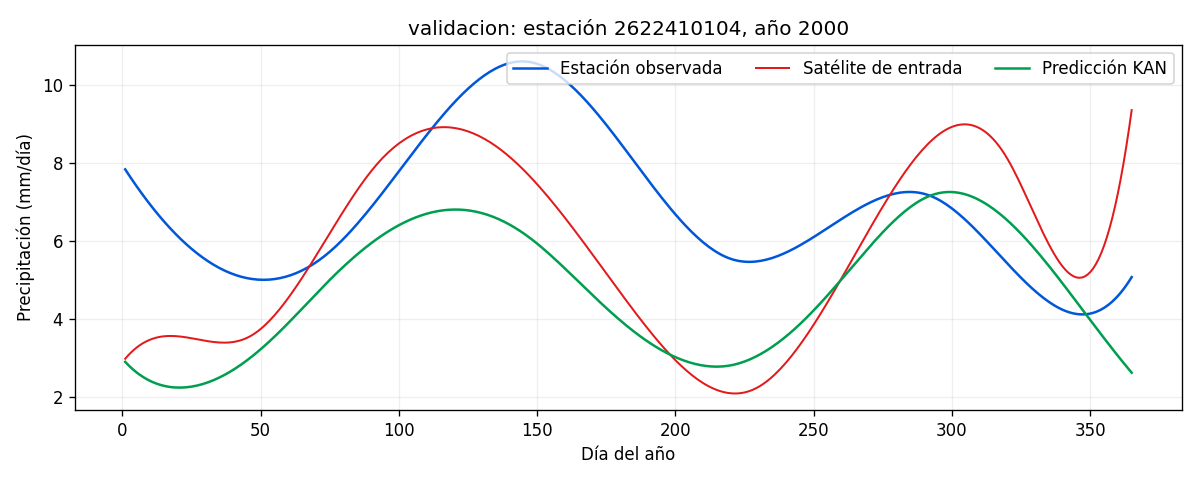 validacion: estación 2622410104, año 2000
Estación observada
Satélite de entrada
Predicción KAN
Precipitación (mm/día)
10
8
6
4
2
0
50
100
150
200
250
300
350
Día del año